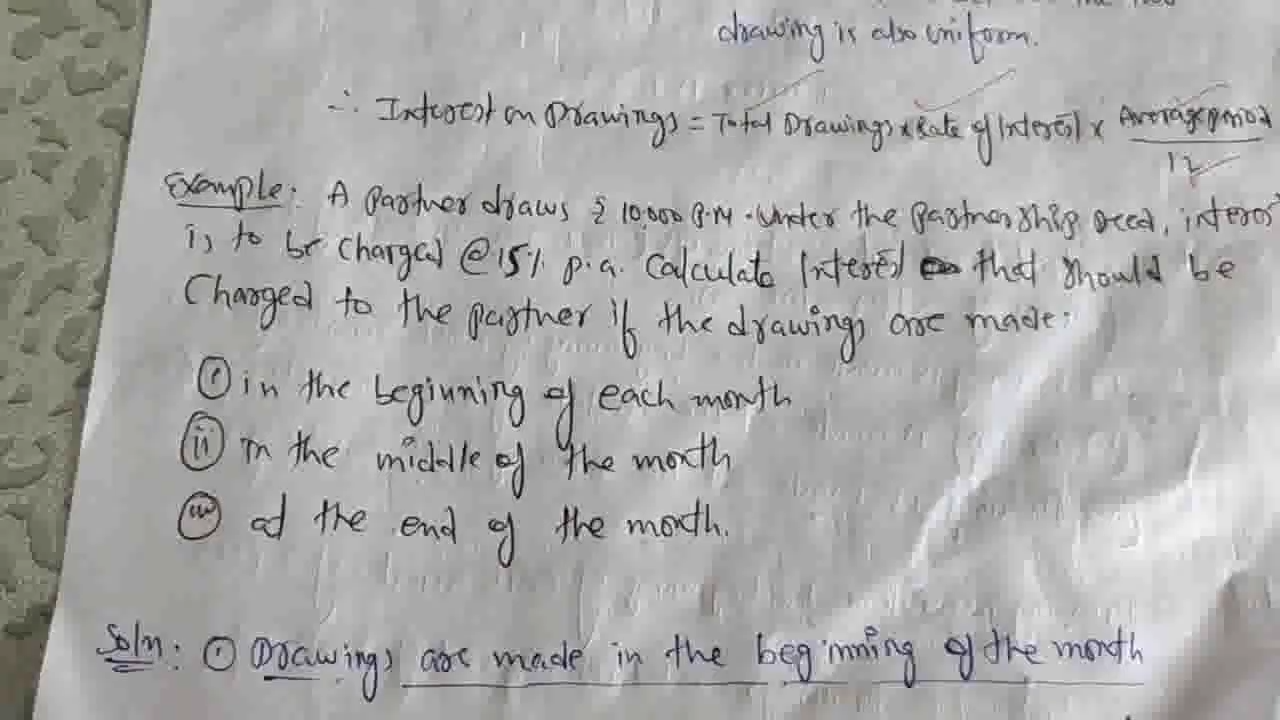 drawing is also uniform.
∴ Interest on Drawings = Total Drawings × Rate of Interest × Average period / 12
Example: A Partner draws ₹ 10,000 P.M. Under the Partnership Deed, interest
is to be charged @ 15% p.a. Calculate Interest that should be
Charged to the partner if the drawings are made:
(i) in the beginning of each month
(ii) in the middle of the month
(iii) at the end of the month.
Soln: (i) Drawings are made in the beginning of the month